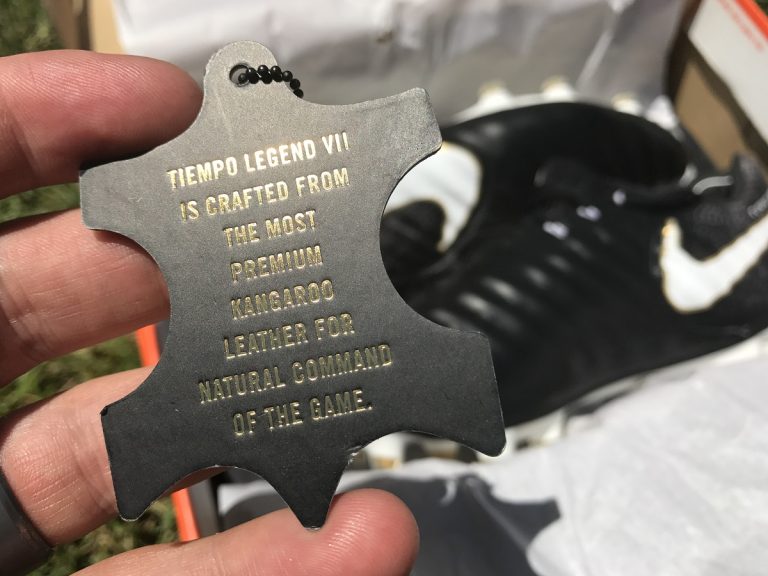 TIEMPO LEGEND VII
IS CRAFTED FROM
THE MOST
PREMIUM
KANGAROO
LEATHER FOR
NATURAL COMMAND
OF THE GAME.